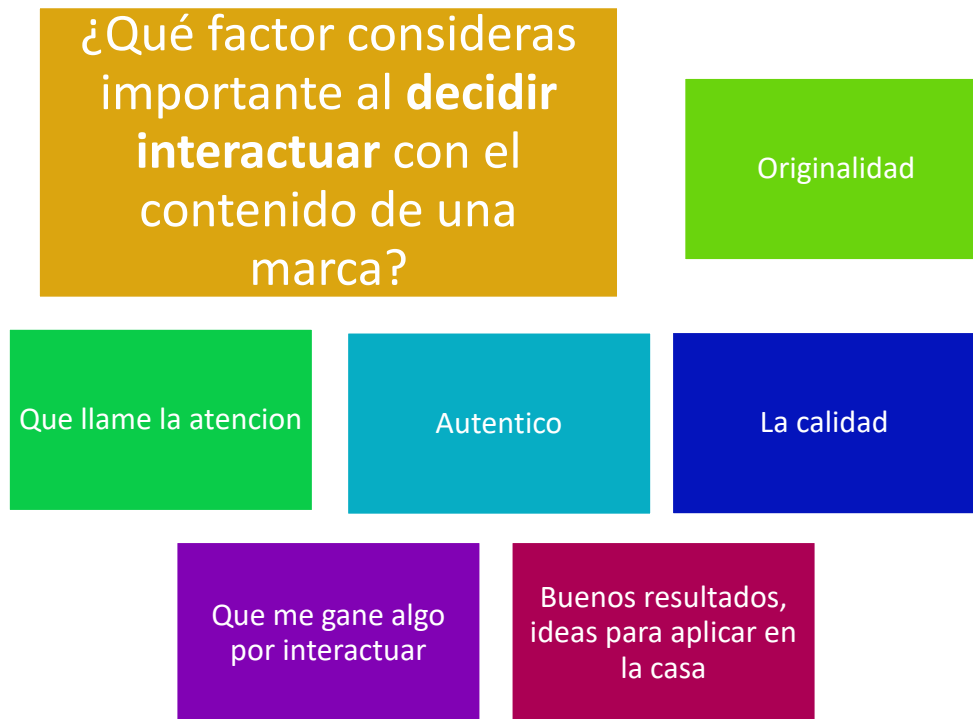 ¿Qué factor consideras
importante al decidir
interactuar con el
contenido de una
marca?
Originalidad
Que llame la atencion
Autentico
La calidad
Que me gane algo
por interactuar
Buenos resultados,
ideas para aplicar en
la casa